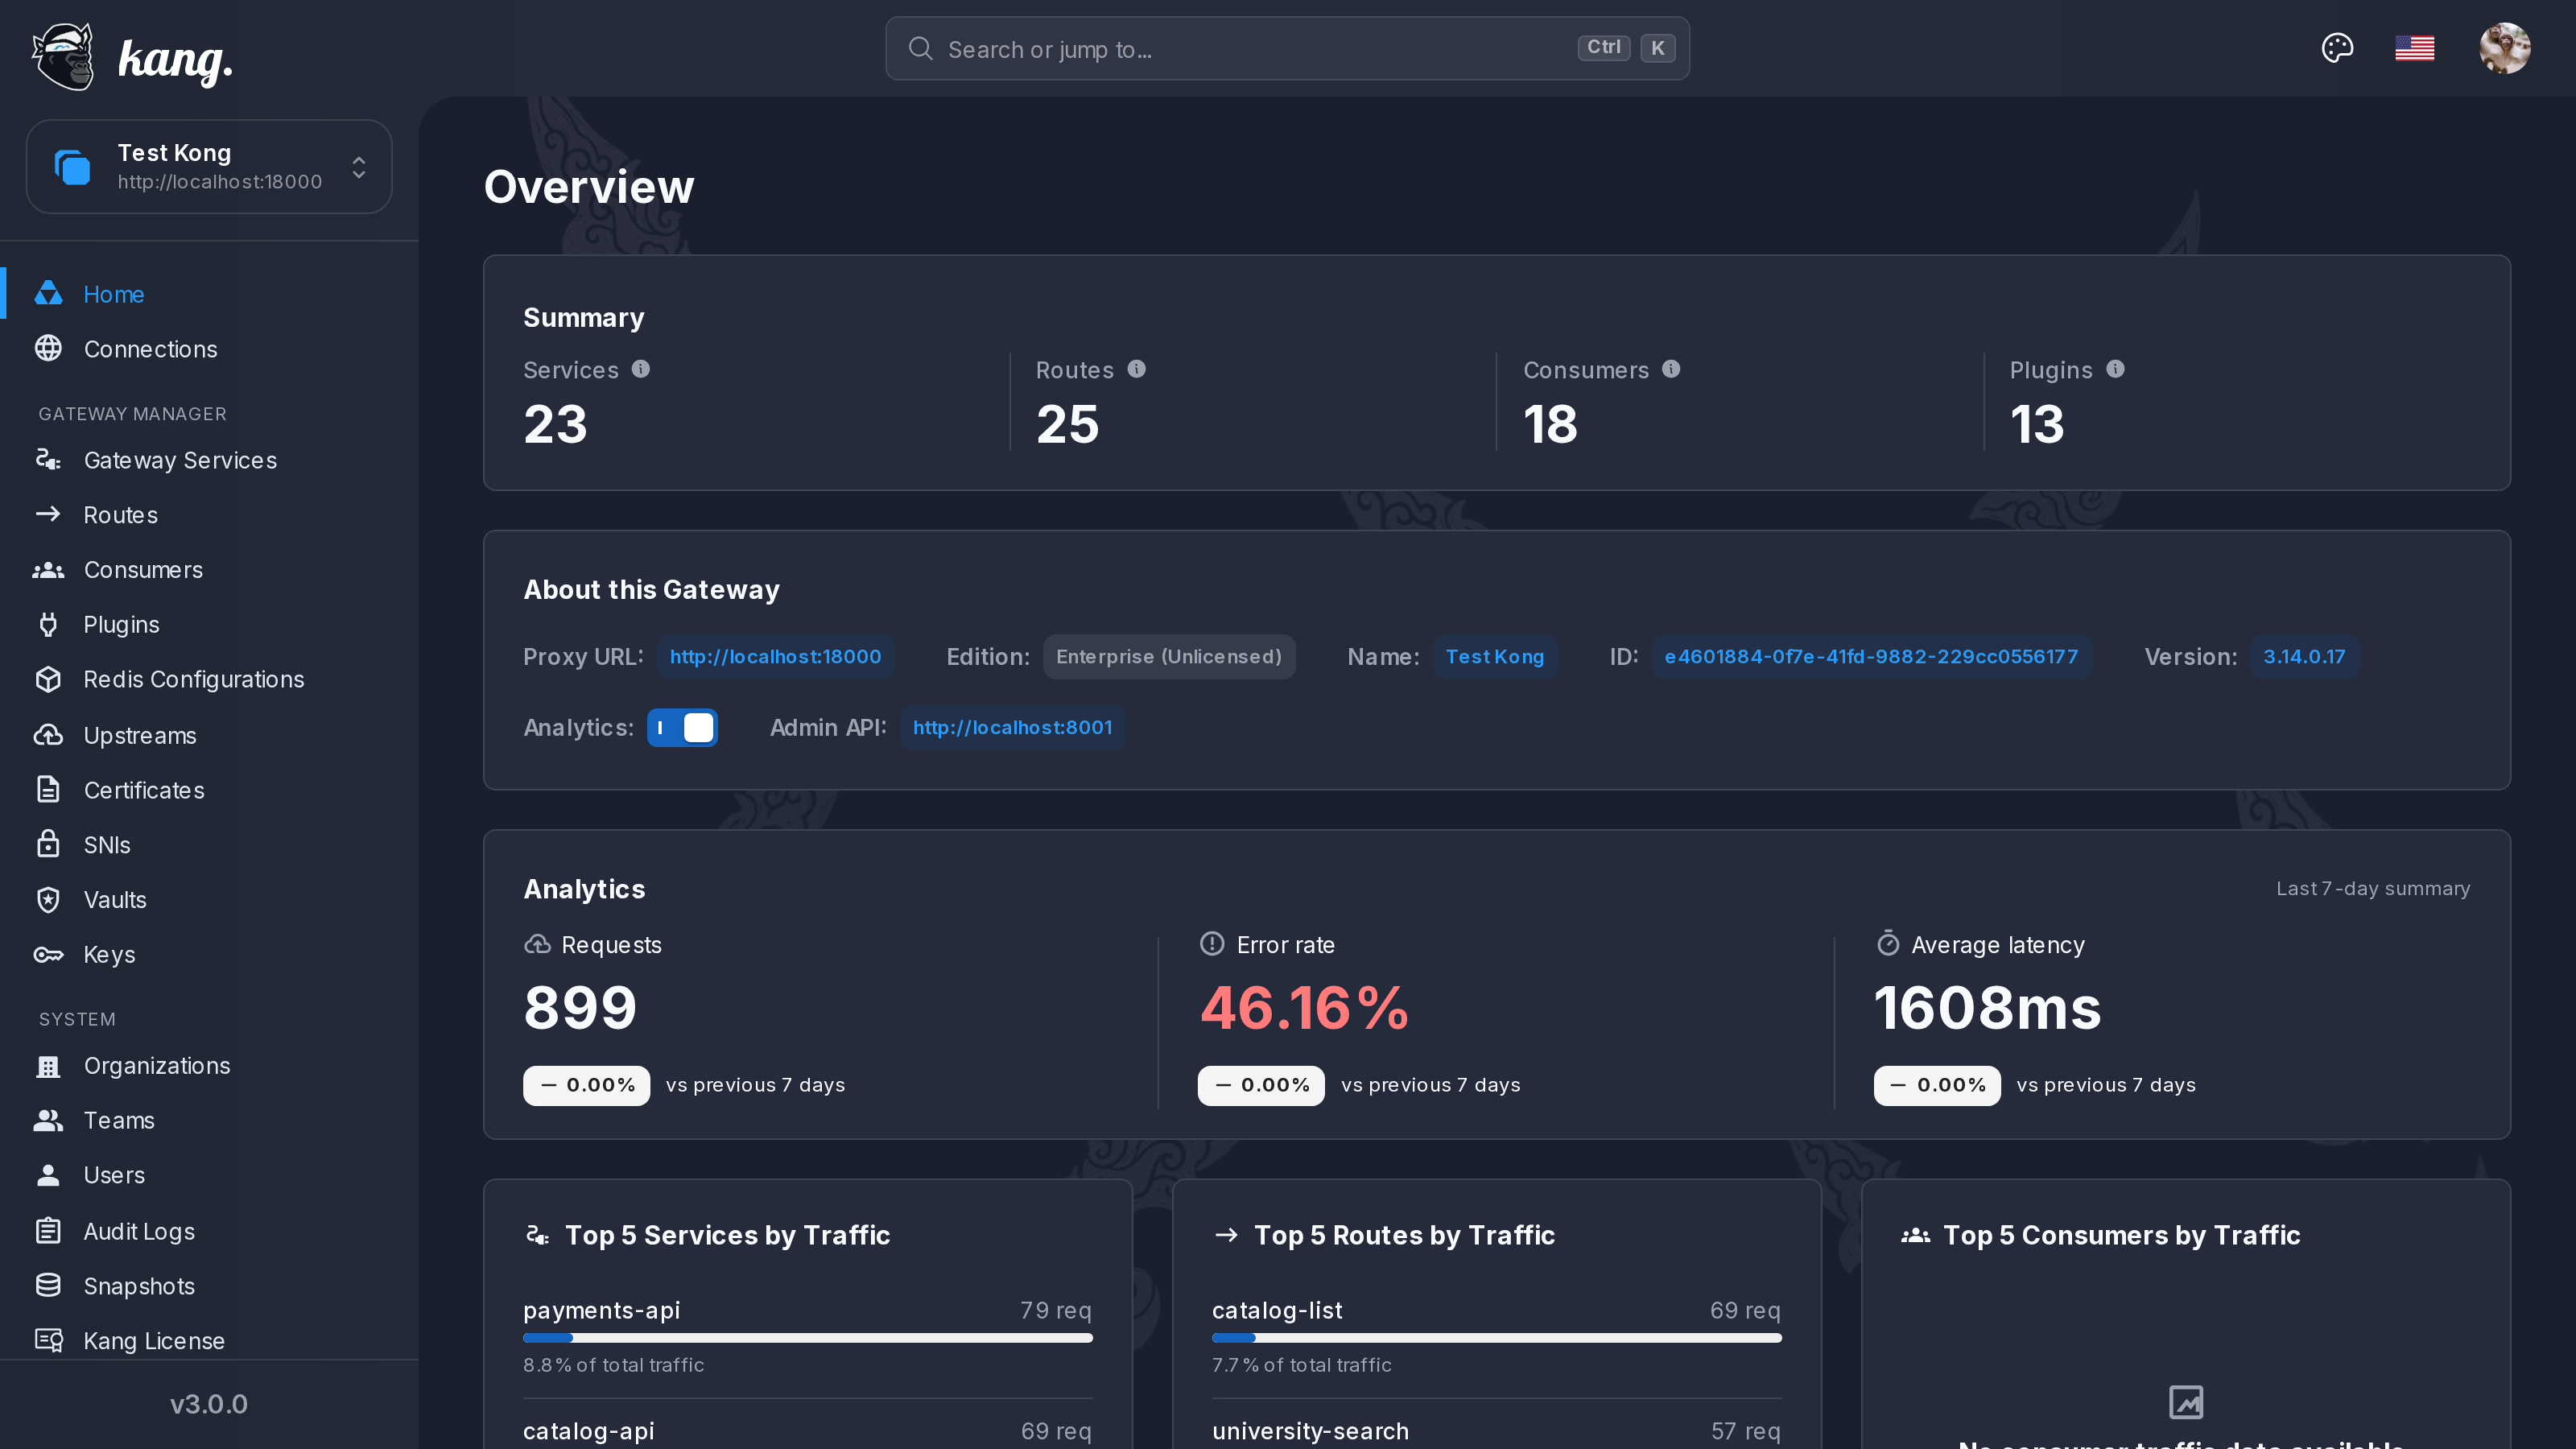 kang.
Search or jump to...
Ctrl K
Test Kong
http://localhost:18000
Home
Connections
GATEWAY MANAGER
Gateway Services
Routes
Consumers
Plugins
Redis Configurations
Upstreams
Certificates
SNIs
Vaults
Keys
SYSTEM
Organizations
Teams
Users
Audit Logs
Snapshots
Kang License
v3.0.0
Overview
Summary
Services
23
Routes
25
Consumers
18
Plugins
13
About this Gateway
Proxy URL: http://localhost:18000 Edition: Enterprise (Unlicensed) Name: Test Kong ID: e4601884-0f7e-41fd-9882-229cc0556177 Version: 3.14.0.17
Analytics: Admin API: http://localhost:8001
Analytics
Last 7-day summary
Requests
899
0.00% vs previous 7 days
Error rate
46.16%
0.00% vs previous 7 days
Average latency
1608ms
0.00% vs previous 7 days
Top 5 Services by Traffic
payments-api 79 req
8.8% of total traffic
catalog-api 69 req
Top 5 Routes by Traffic
catalog-list 69 req
7.7% of total traffic
university-search 57 req
Top 5 Consumers by Traffic
No consumer traffic data available